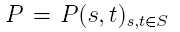 P = P(s, t)_{s,t∈S}